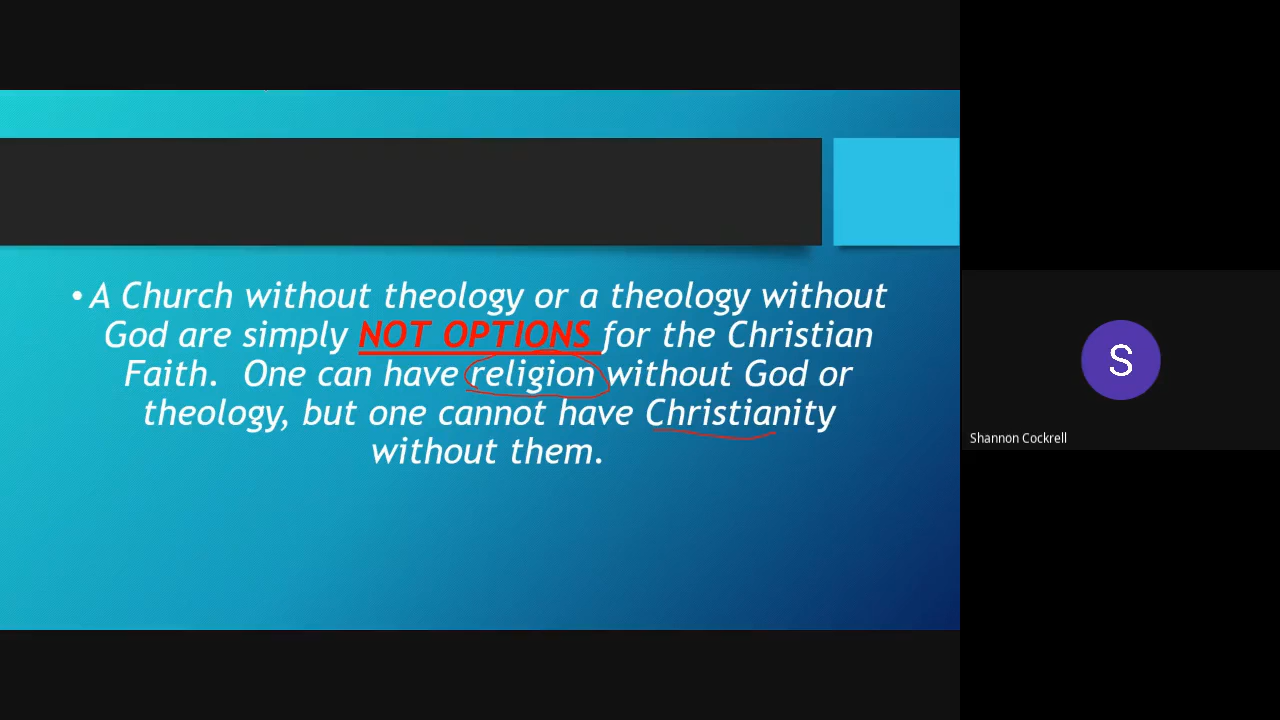 • A Church without theology or a theology without
God are simply NOT OPTIONS for the Christian
Faith. One can have religion without God or
theology, but one cannot have Christianity
without them.
S
Shannon Cockrell